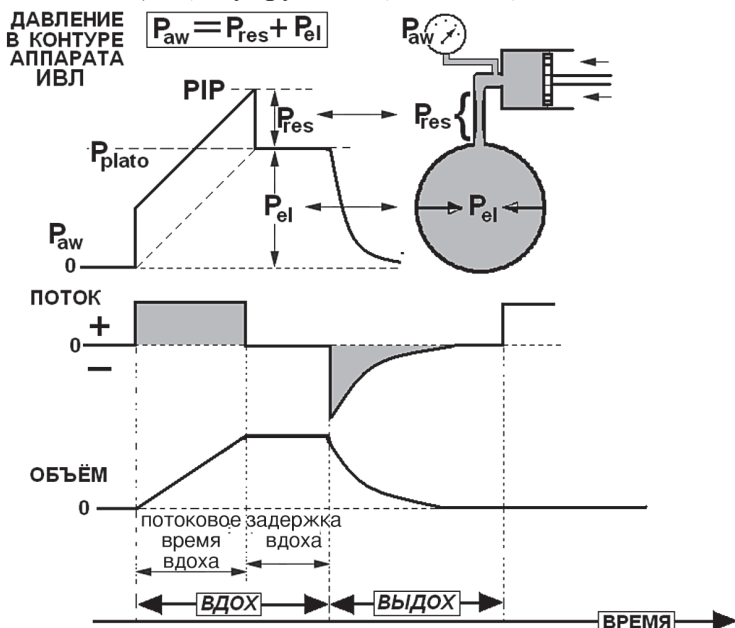 ДАВЛЕНИЕ
В КОНТУРЕ
АППАРАТА
ИВЛ
Paw = Pres + Pel
Paw
PIP
Pres
Pres
Pplato
Pel
Pel
Paw
0
ПОТОК
+
0
–
ОБЪЁМ
0
потоковое
время
вдоха
задержка
вдоха
ВДОХ
ВЫДОХ
ВРЕМЯ